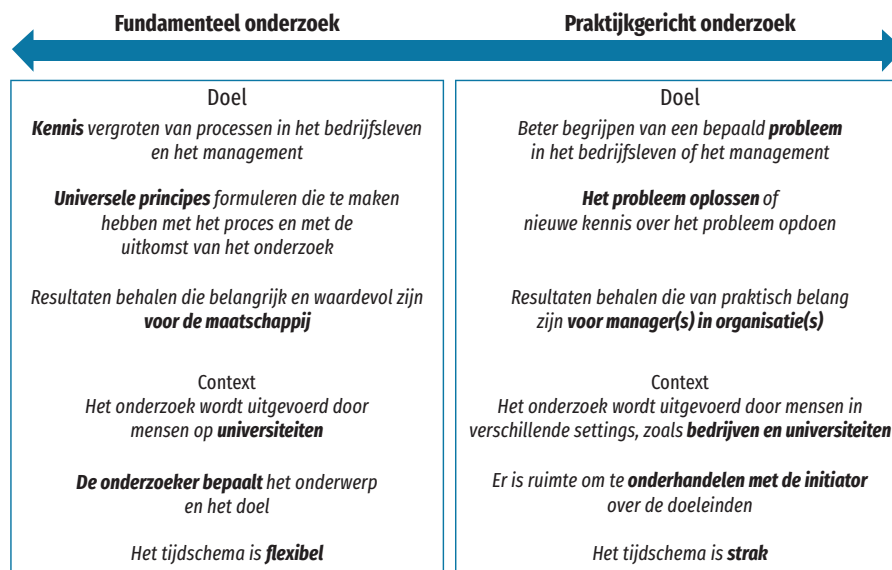 Fundamenteel onderzoek
Praktijkgericht onderzoek
Doel
Kennis vergroten van processen in het bedrijfsleven
en het management
Universele principes formuleren die te maken
hebben met het proces en met de
uitkomst van het onderzoek
Resultaten behalen die belangrijk en waardevol zijn
voor de maatschappij
Context
Het onderzoek wordt uitgevoerd door
mensen op universiteiten
De onderzoeker bepaalt het onderwerp
en het doel
Het tijdschema is flexibel
Doel
Beter begrijpen van een bepaald probleem
in het bedrijfsleven of het management
Het probleem oplossen of
nieuwe kennis over het probleem opdoen
Resultaten behalen die van praktisch belang
zijn voor manager(s) in organisatie(s)
Context
Het onderzoek wordt uitgevoerd door mensen in
verschillende settings, zoals bedrijven en universiteiten
Er is ruimte om te onderhandelen met de initiator
over de doeleinden
Het tijdschema is strak